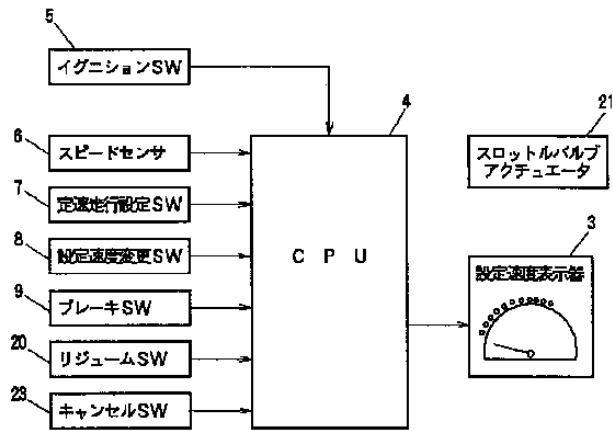 5
イグニションSW
4
21
6
スピードセンサ
スロットルバルブ
アクチュエータ
7
定速走行設定SW
8
設定速度変更SW
CPU
3
設定速度表示器
9
ブレーキSW
20
リジュームSW
23
キャンセルSW